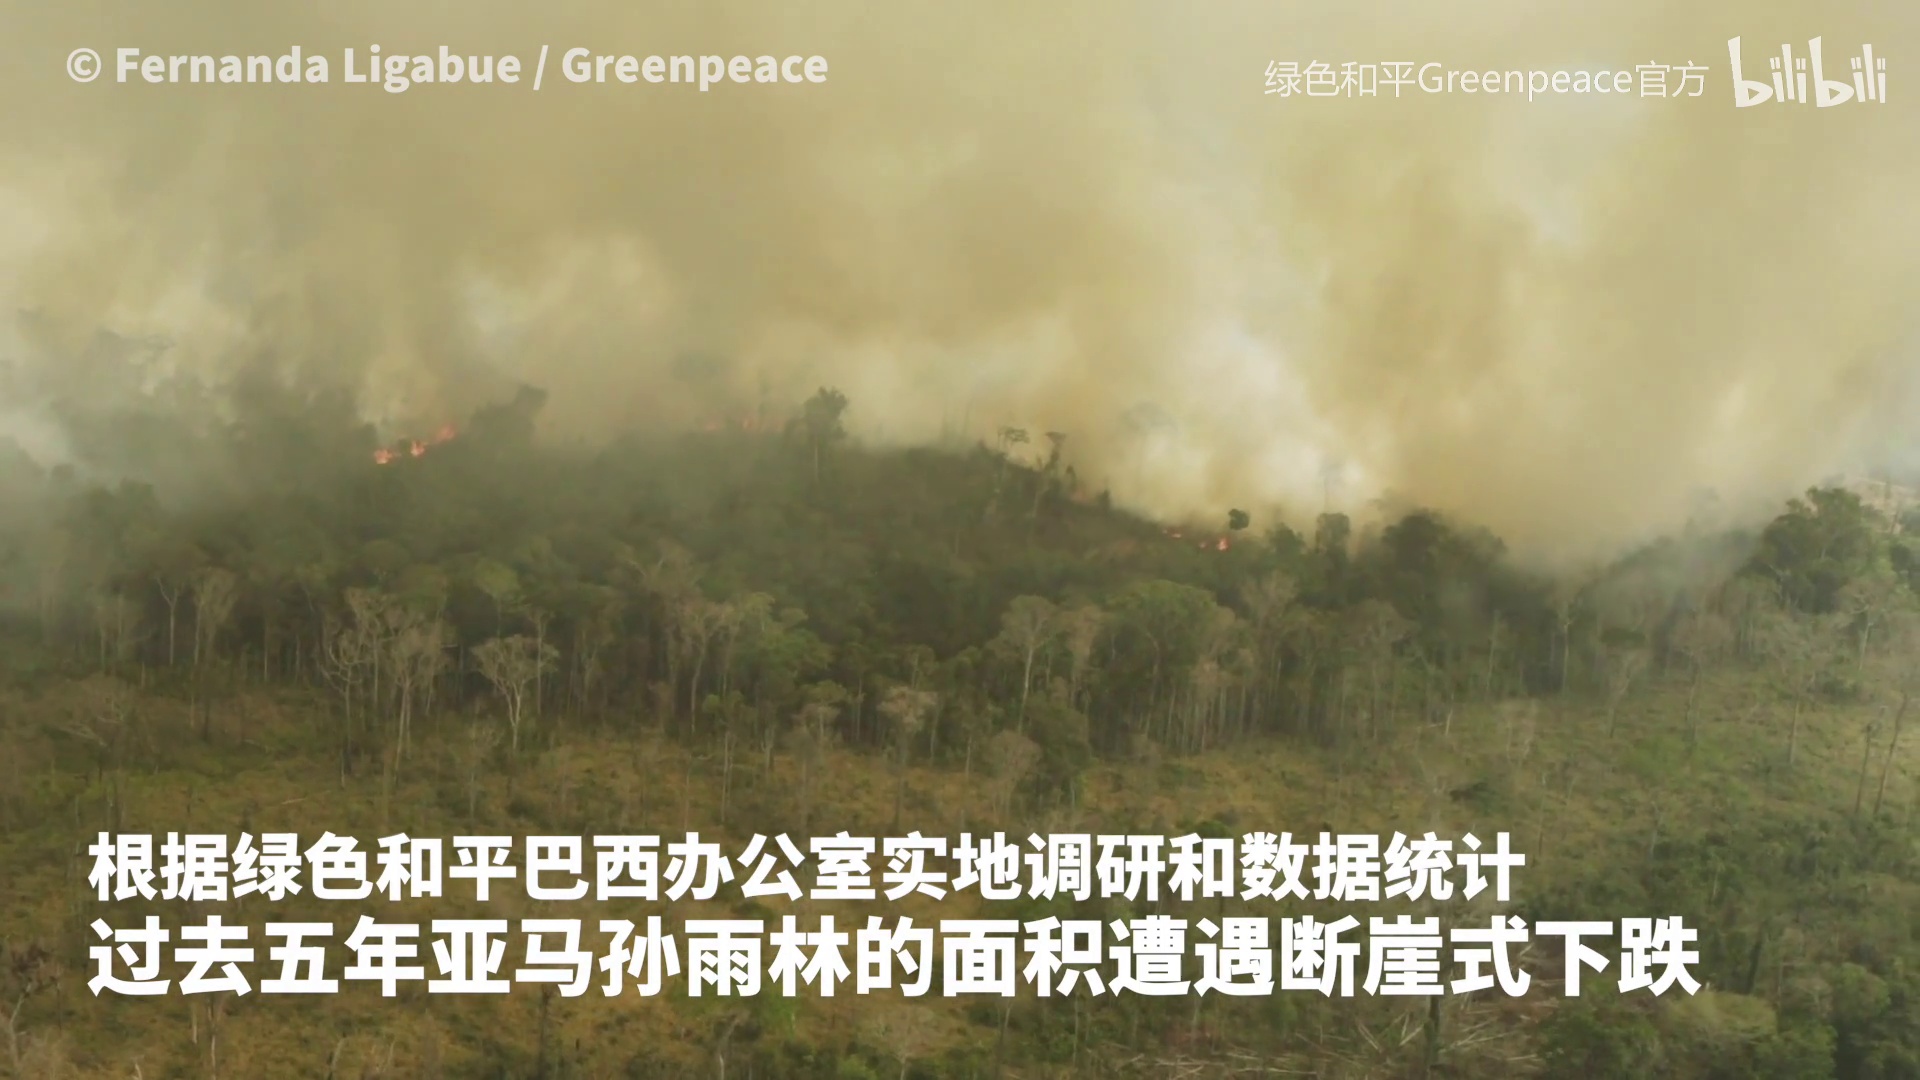 © Fernanda Ligabue / Greenpeace
绿色和平Greenpeace官方 bilibili
根据绿色和平巴西办公室实地调研和数据统计
过去五年亚马孙雨林的面积遭遇断崖式下跌